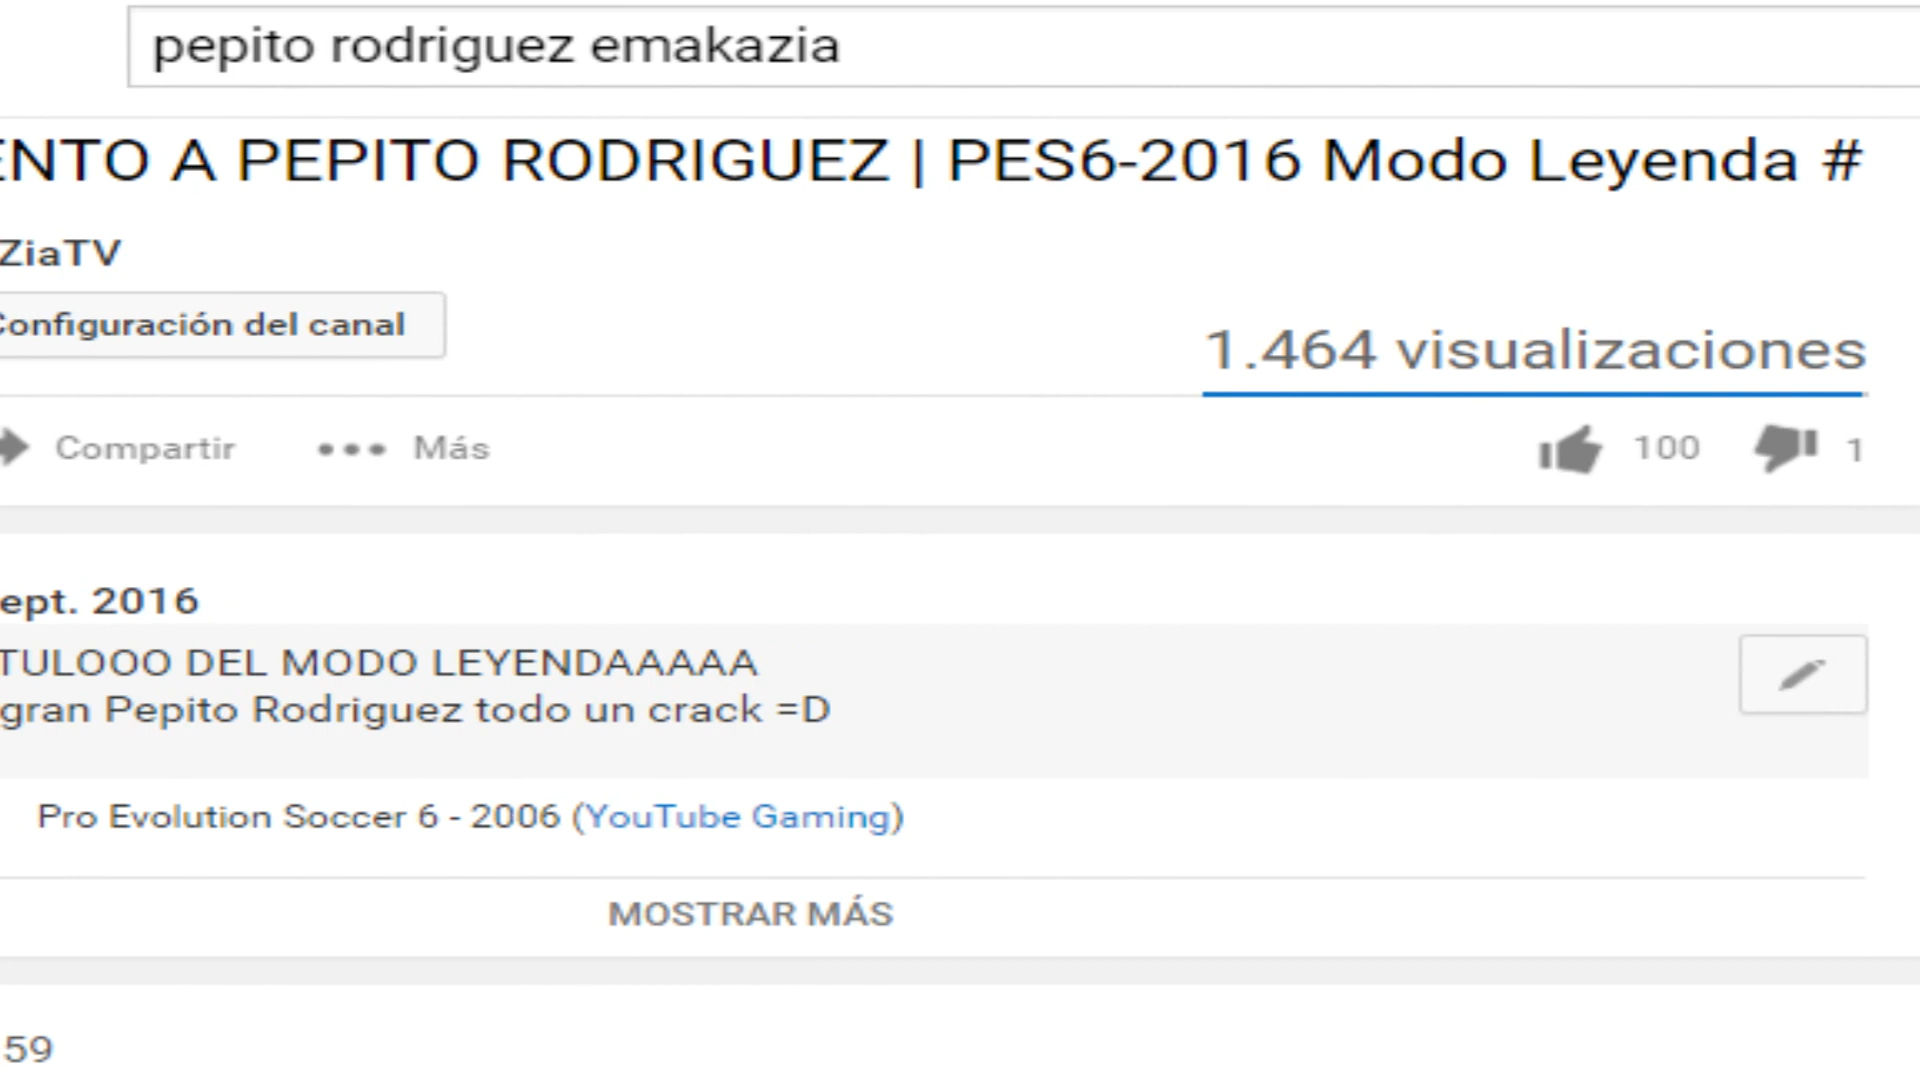 pepito rodriguez emakazia
ENTO A PEPITO RODRIGUEZ | PES6-2016 Modo Leyenda #
ZiaTV
Configuración del canal
1.464 visualizaciones
Compartir
••• Más
100
1
ept. 2016
TULOOO DEL MODO LEYENDAAAAA
gran Pepito Rodriguez todo un crack =D
Pro Evolution Soccer 6 - 2006 (YouTube Gaming)
MOSTRAR MÁS
59